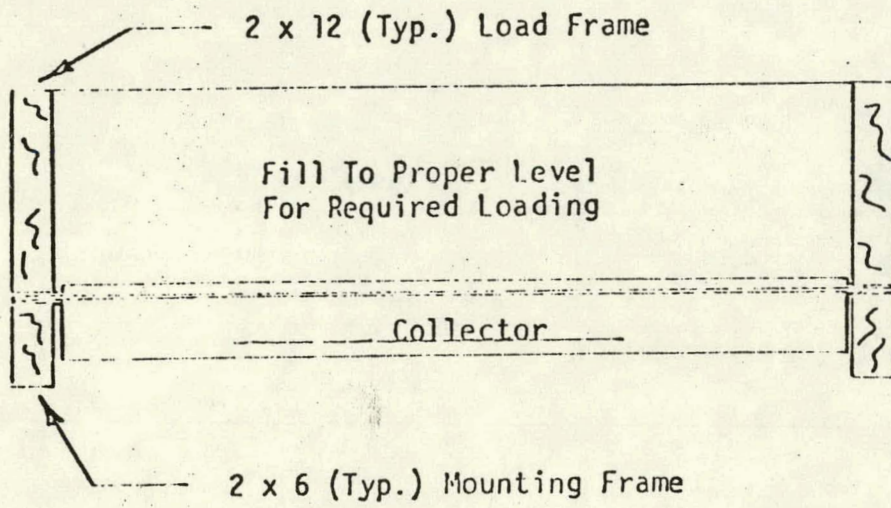 2 x 12 (Typ.) Load Frame
Fill To Proper Level
For Required Loading
Collector
2 x 6 (Typ.) Mounting Frame